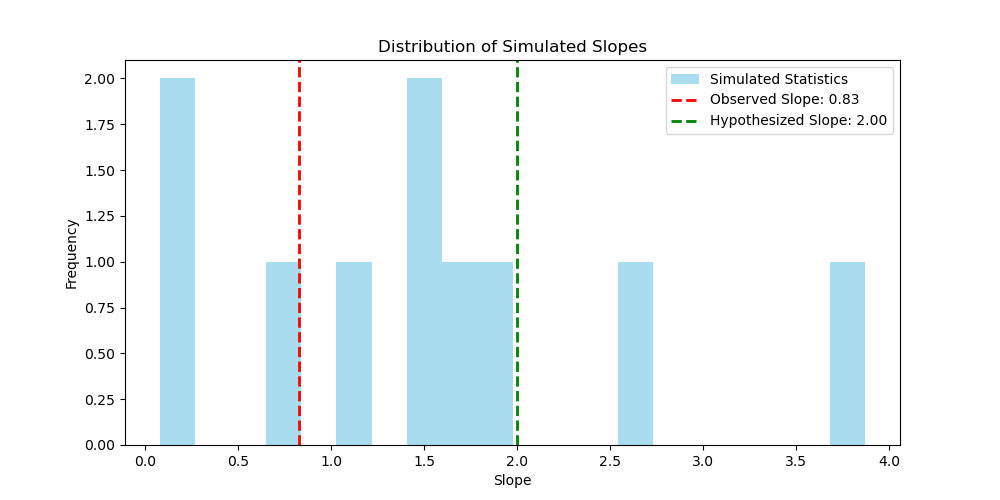 Distribution of Simulated Slopes
Simulated Statistics
Observed Slope: 0.83
Hypothesized Slope: 2.00
Frequency
2.00
1.75
1.50
1.25
1.00
0.75
0.50
0.25
0.00
0.0 0.5 1.0 1.5 2.0 2.5 3.0 3.5 4.0
Slope